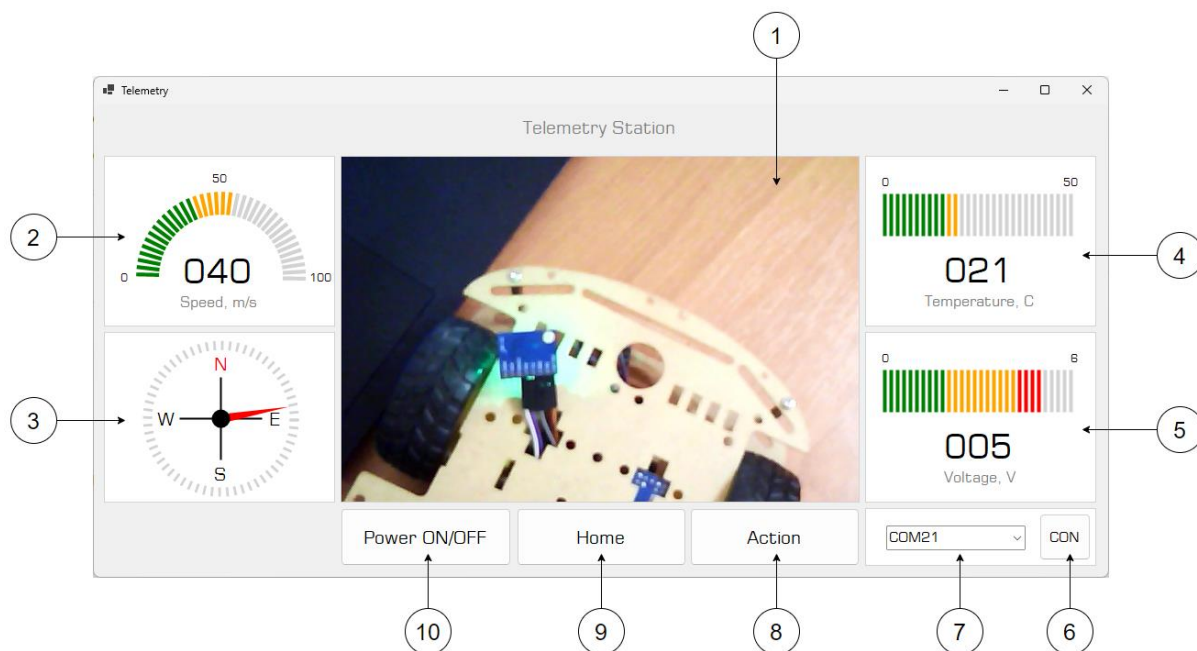 1
Telemetry
Telemetry Station
50
0
100
040
Speed, m/s
2
N
W
E
S
3
0 50
021
Temperature, C
4
0 6
005
Voltage, V
5
Power ON/OFF
Home
Action
COM21
CON
10
9
8
7
6